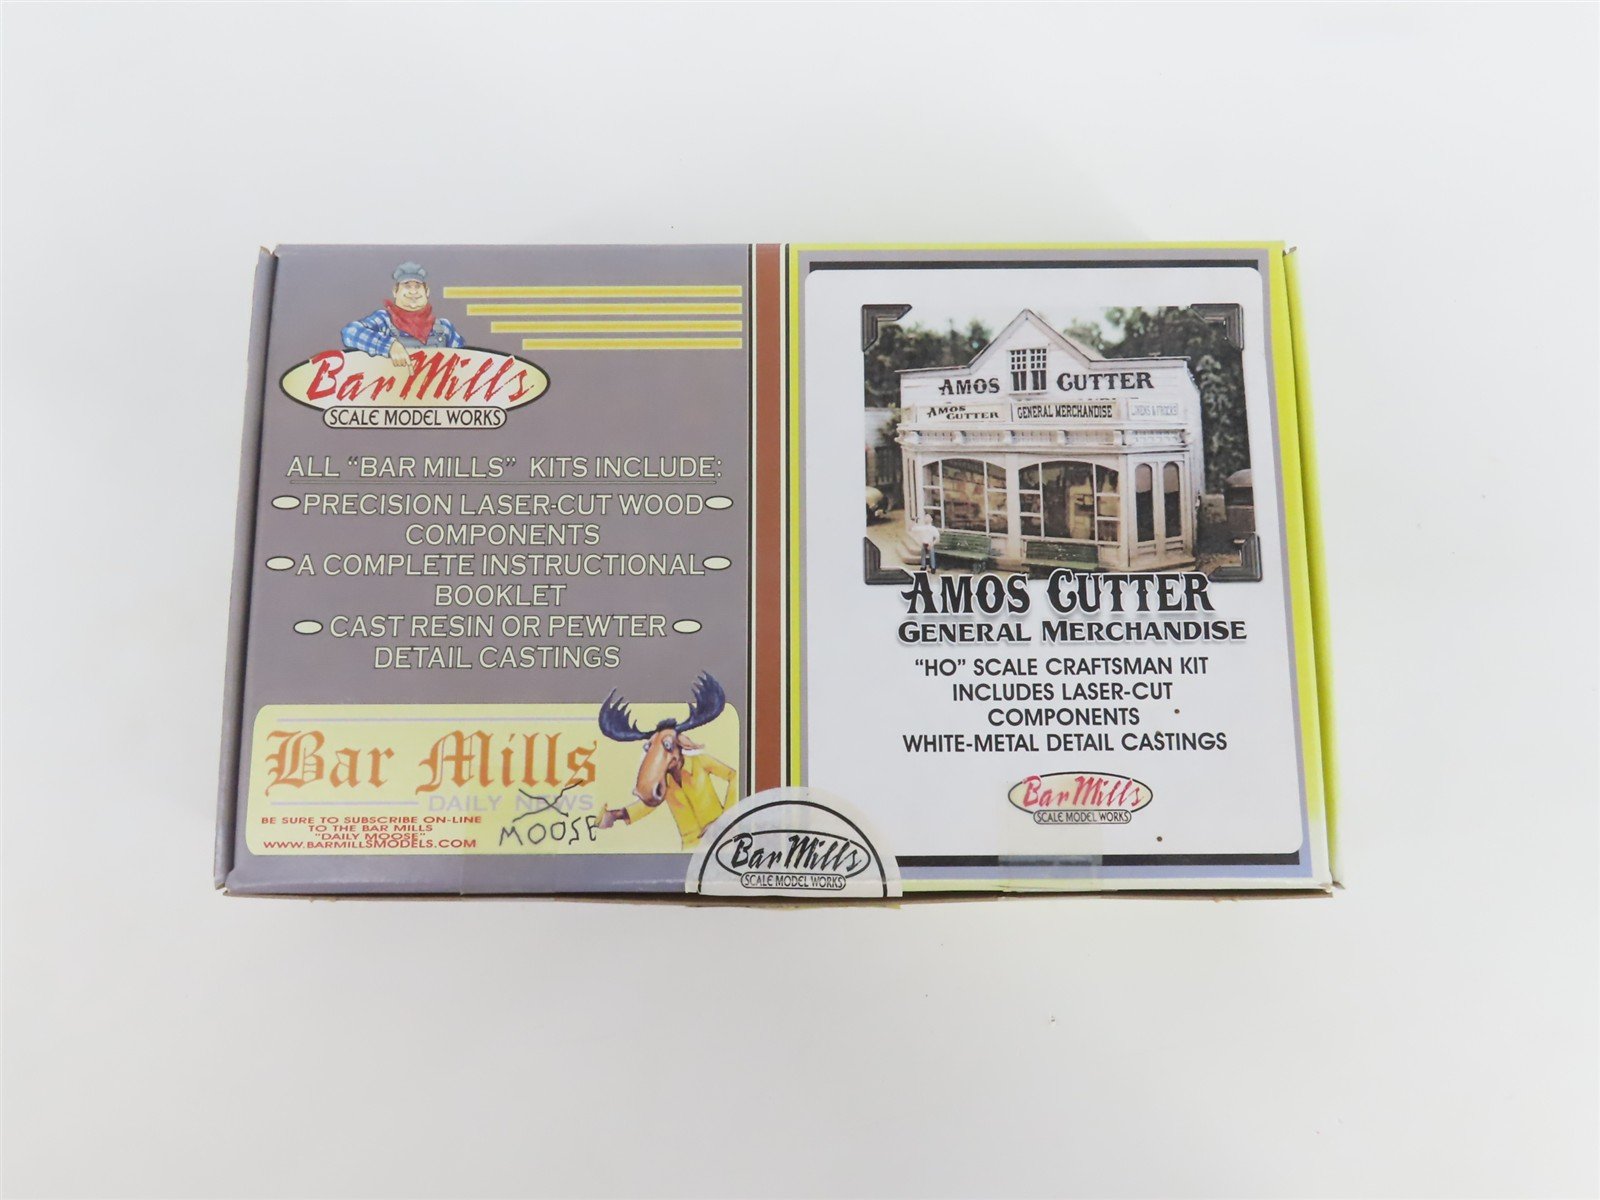 Bar Mills
SCALE MODEL WORKS
ALL "BAR MILLS" KITS INCLUDE:
PRECISION LASER-CUT WOOD
COMPONENTS
A COMPLETE INSTRUCTIONAL
BOOKLET
CAST RESIN OR PEWTER
DETAIL CASTINGS
Bar Mills
DAILY NEWS
MOOSE
BE SURE TO SUBSCRIBE ON-LINE
TO THE BAR MILLS
"DAILY MOOSE"
WWW.BARMILLSMODELS.COM
Bar Mills
SCALE MODEL WORKS
AMOS CUTTER
AMOS CUTTER GENERAL MERCHANDISE
AMOS CUTTER
GENERAL MERCHANDISE
"HO" SCALE CRAFTSMAN KIT
INCLUDES LASER-CUT
COMPONENTS
WHITE-METAL DETAIL CASTINGS
Bar Mills
SCALE MODEL WORKS